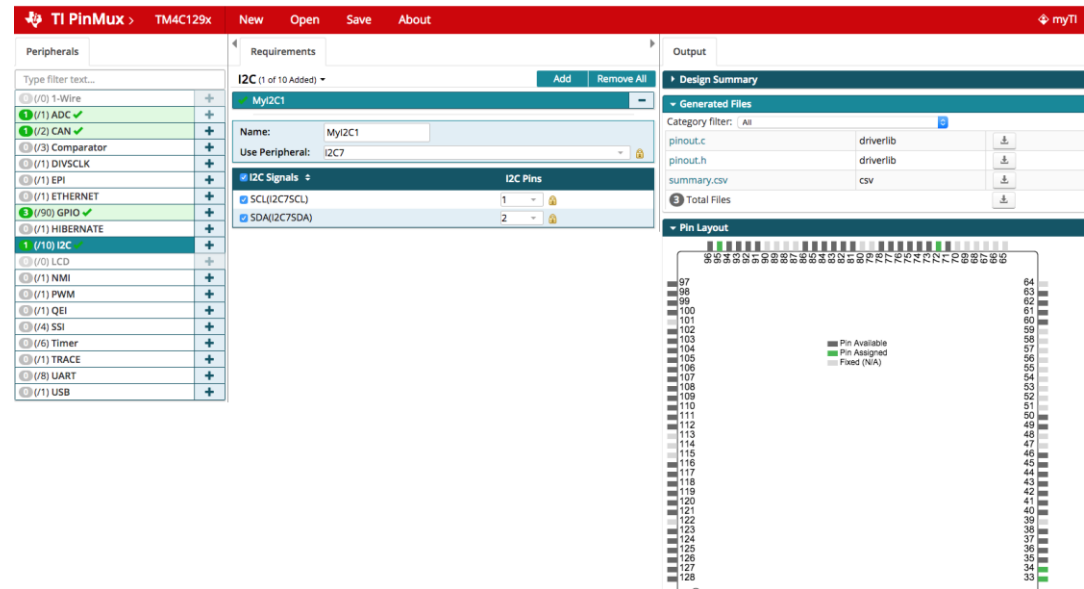 TI PinMux > TM4C129x New Open Save About myTI
Peripherals
Type filter text...
0 (/0) 1-Wire +
1 (/1) ADC ✔ +
1 (/2) CAN ✔ +
0 (/3) Comparator +
0 (/1) DIVSCLK +
0 (/1) EPI +
0 (/1) ETHERNET +
3 (/90) GPIO ✔ +
0 (/1) HIBERNATE +
1 (/10) I2C ✔ +
0 (/0) LCD +
0 (/1) NMI +
0 (/1) PWM +
0 (/1) QEI +
0 (/4) SSI +
0 (/6) Timer +
0 (/1) TRACE +
0 (/8) UART +
0 (/1) USB +
Requirements
I2C (1 of 10 Added) Add Remove All
MyI2C1
Name: MyI2C1
Use Peripheral: I2C7
I2C Signals I2C Pins
SCL(I2C7SCL) 1
SDA(I2C7SDA) 2
Output
Design Summary
Generated Files
Category filter: All
pinout.c driverlib
pinout.h driverlib
summary.csv csv
3 Total Files
Pin Layout
96 95 94 93 92 91 90 89 88 87 86 85 84 83 82 81 80 79 78 77 76 75 74 73 72 71 70 69 68 67 66 65
97 64
98 63
99 62
100 61
101 60
102 59
103 58
104 57
105 56
106 55
107 54
108 53
109 52
110 51
111 50
112 49
113 48
114 47
115 46
116 45
117 44
118 43
119 42
120 41
121 40
122 39
123 38
124 37
125 36
126 35
127 34
128 33
Pin Available
Pin Assigned
Fixed (N/A)